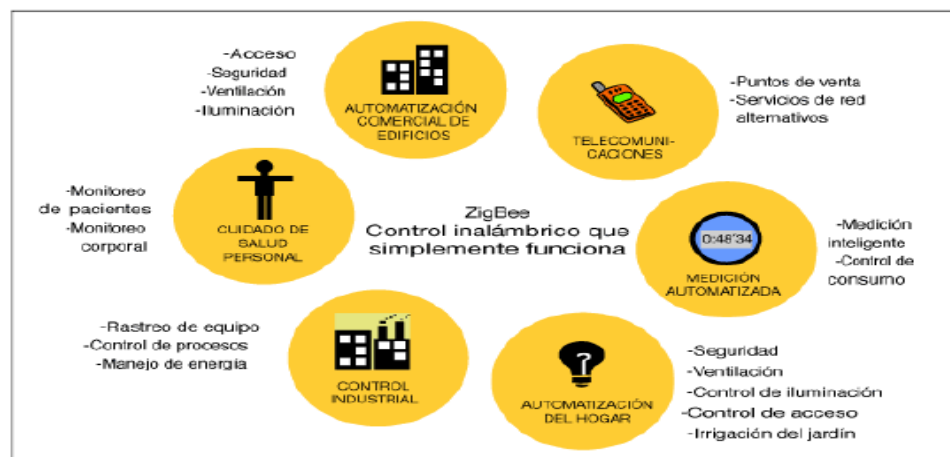 -Acceso
-Seguridad
-Ventilación
-Iluminación
AUTOMATIZACIÓN
COMERCIAL DE
EDIFICIOS
TELECOMUNI-
CACIONES
-Puntos de venta
-Servicios de red
alternativos
-Monitoreo
de pacientes
-Monitoreo
corporal
CUIDADO DE
SALUD
PERSONAL
ZigBee
Control inalámbrico que
simplemente funciona
0:48'34
MEDICIÓN
AUTOMATIZADA
-Medición
inteligente
-Control de
consumo
-Rastreo de equipo
-Control de procesos
-Manejo de energía
CONTROL
INDUSTRIAL
?
AUTOMATIZACIÓN
DEL HOGAR
-Seguridad
-Ventilación
-Control de iluminación
-Control de acceso
-Irrigación del jardín